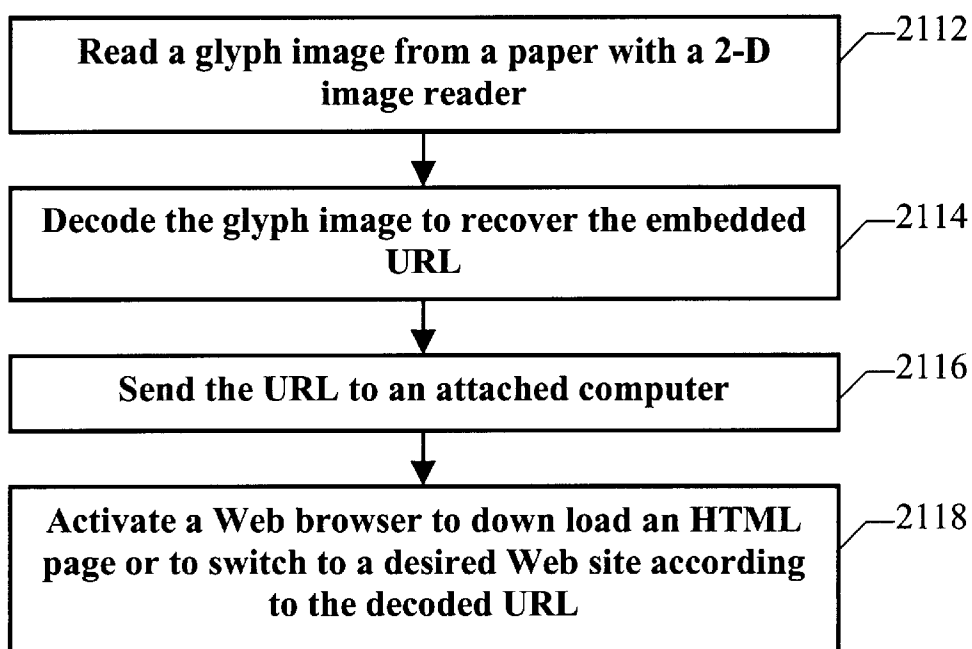 Read a glyph image from a paper with a 2-D
image reader
2112
Decode the glyph image to recover the embedded
URL
2114
Send the URL to an attached computer
2116
Activate a Web browser to down load an HTML
page or to switch to a desired Web site according
to the decoded URL
2118